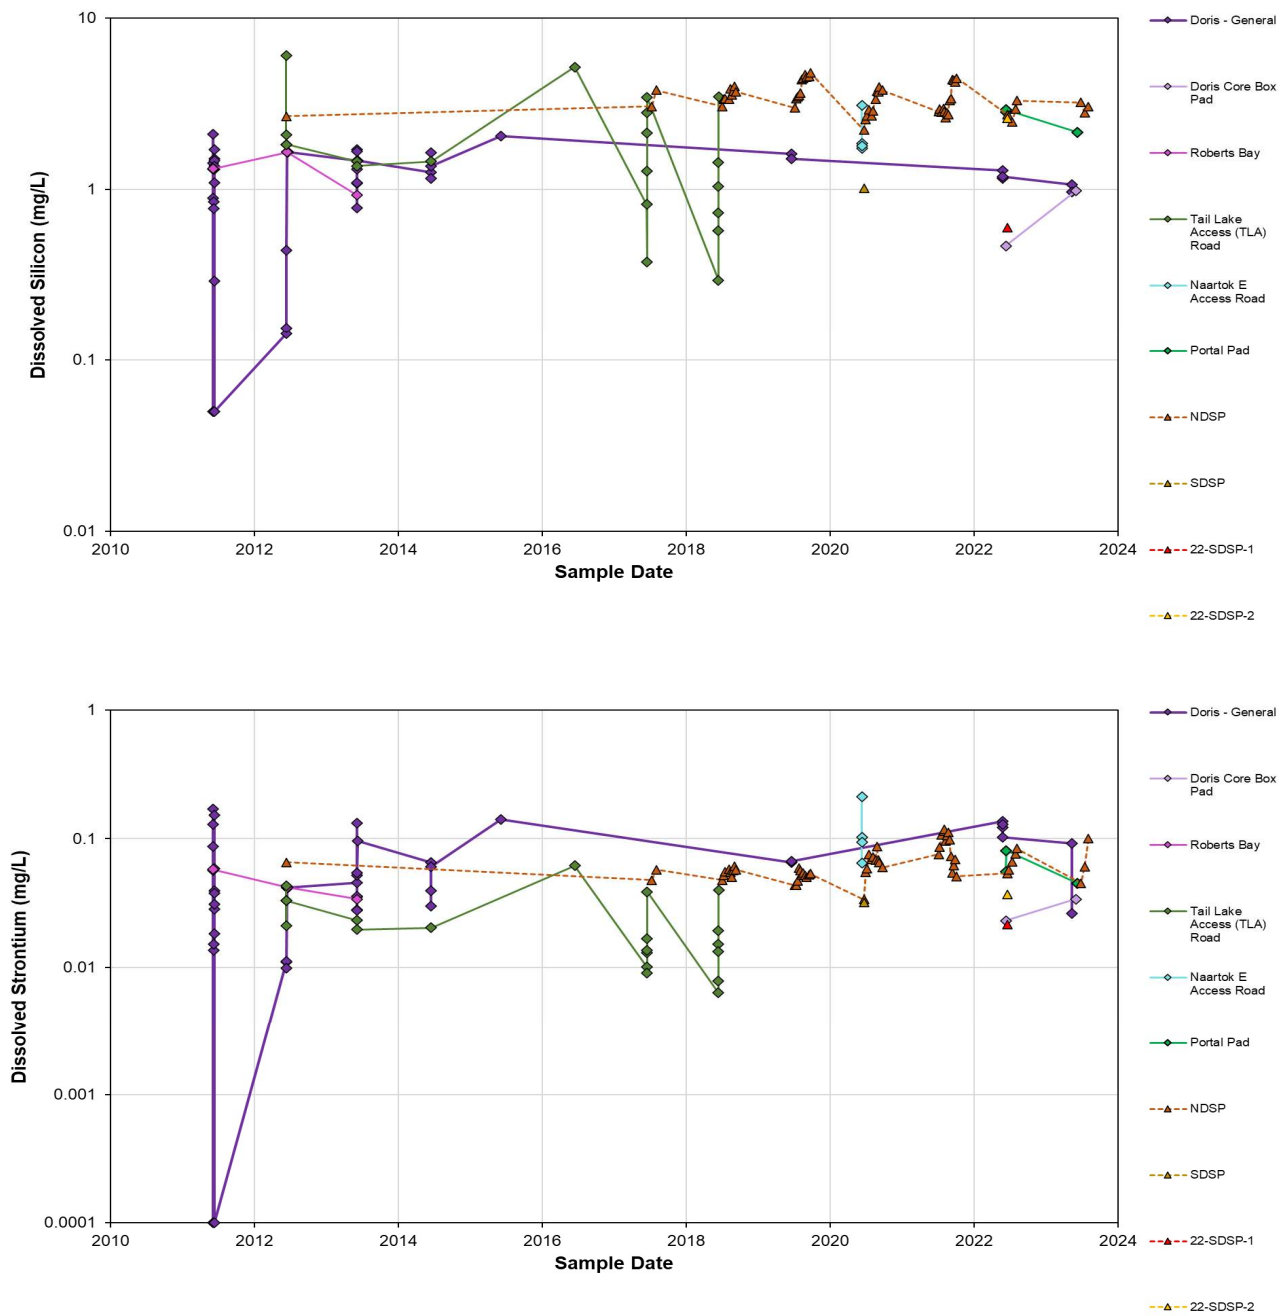 Dissolved Silicon (mg/L)
10
1
0.1
0.01
2010 2012 2014 2016 2018 2020 2022 2024
Sample Date
Doris - General
Doris Core Box
Pad
Roberts Bay
Tail Lake
Access (TLA)
Road
Naartok E
Access Road
Portal Pad
NDSP
SDSP
22-SDSP-1
22-SDSP-2
Dissolved Strontium (mg/L)
1
0.1
0.01
0.001
0.0001
2010 2012 2014 2016 2018 2020 2022 2024
Sample Date
Doris - General
Doris Core Box
Pad
Roberts Bay
Tail Lake
Access (TLA)
Road
Naartok E
Access Road
Portal Pad
NDSP
SDSP
22-SDSP-1
22-SDSP-2